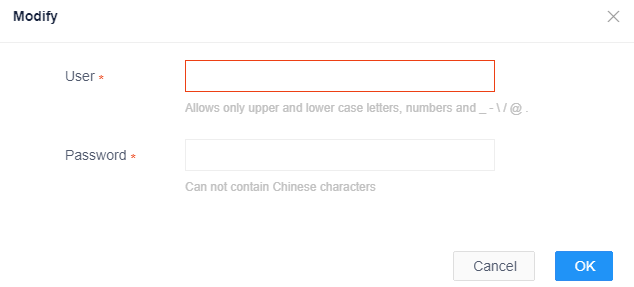 Modify
User *
Allows only upper and lower case letters, numbers and _ - \ / @ .
Password *
Can not contain Chinese characters
Cancel OK